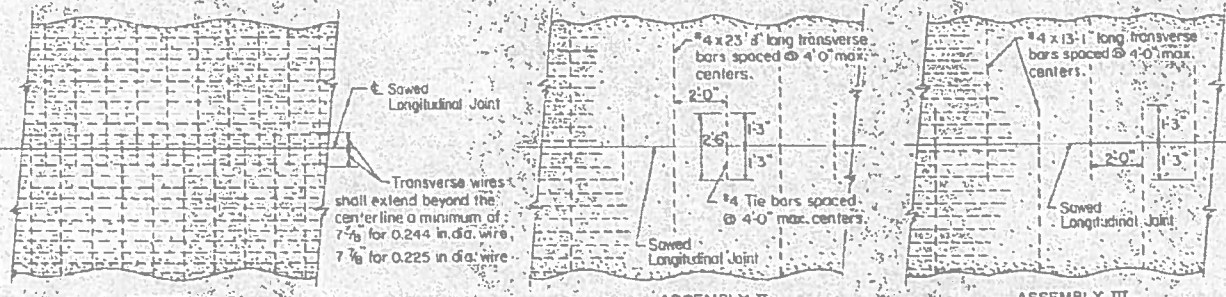 ℄ Sawed
Longitudinal Joint
Transverse wires
shall extend beyond the
centerline a minimum of:
for 0.244 in. dia. wire,
7 7/8" for 0.225 in dia. wire
#4 x 23'-8" long transverse
bars spaced @ 4'-0" max.
centers.
2'-0"
2'-6"
1'-3"
1'-3"
#4 Tie bars spaced
@ 4'-0" max. centers.
Sawed
Longitudinal Joint
ASSEMBLY II
#4 x 13'-1" long transverse
bars spaced @ 4'-0" max.
centers.
1'-3"
2'-0"
1'-3"
Sawed
Longitudinal Joint
ASSEMBLY III